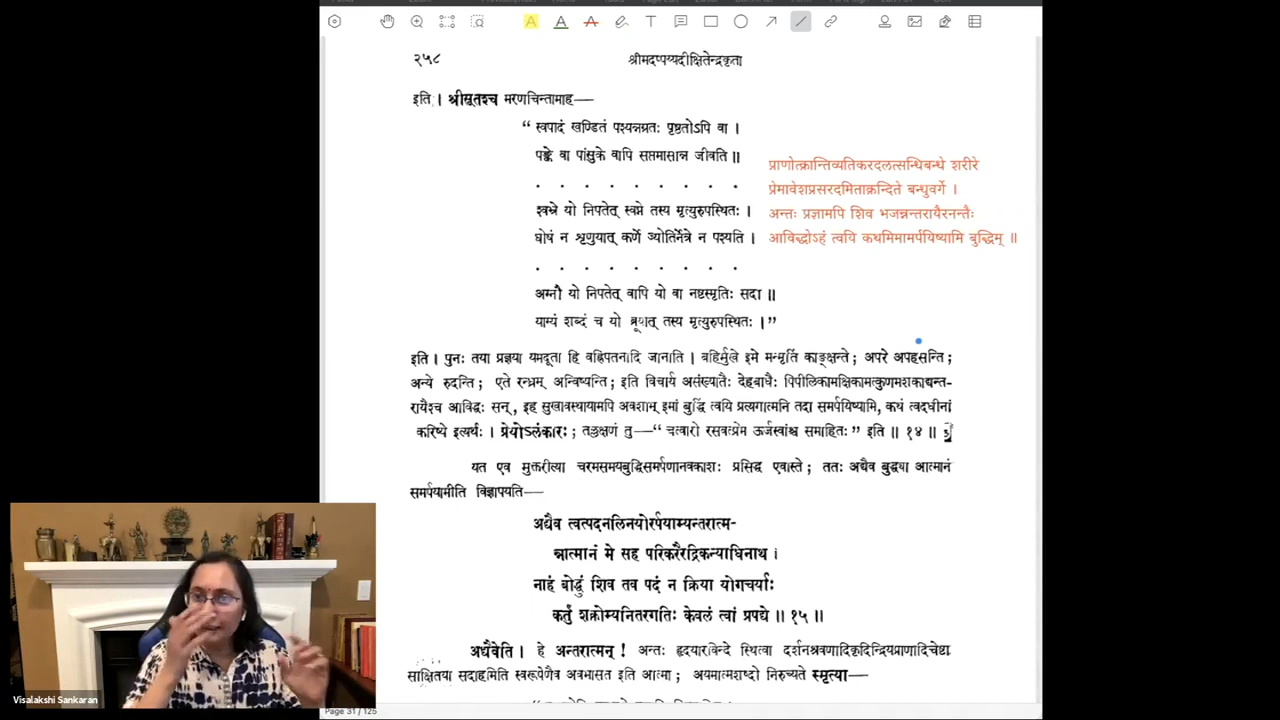 २५८ श्रीमदप्पय्यदीक्षितेन्द्रकृता
इति । श्रीसूतश्च मरणचिन्तामाह—
“ स्वपादं खण्डितं पश्यन्नग्रतः पृष्ठतोऽपि वा ।
पङ्के वा पांसुके वापि सप्तमासान्न जीवति ॥
. . . . . . . . .
श्वभ्रे यो निपतेत् स्वप्ने तस्य मृत्युरुपस्थितः ।
घोषं न श‍ृणुयात् कर्णे ज्योतिर्नेत्रे न पश्यति ।
. . . . . . . . .
अग्नौ यो निपतेत् वापि यो वा नष्टस्मृतिः सदा ॥
याम्यं शब्दं च यो ब्रूयात् तस्य मृत्युरुपस्थितः ।”
प्राणोत्क्रान्तिव्यतिकरदलत्सन्धिबन्धे शरीरे
प्रेमावेशप्रसरदमिताक्रन्दिते बन्धुवर्गे ।
अन्तः प्रज्ञामपि शिव भजन्नन्तरायैरनन्तैः
आविद्धोऽहं त्वयि कथमिमामर्पयिष्यामि बुद्धिम् ॥
इति । पुनः तया प्रज्ञया यमदूता हि वह्निपतनादि जानाति । बहिर्मुखे इमे मन्मृतिं काङ्क्षन्ते ; अपरे अपहसन्ति ;
अन्ये रुदन्ति ; एते रन्ध्रम् अन्विष्यन्ति ; इति विचार्य असंख्यातैः देहबाधैः पिपीलिकामक्षिकामत्कुणमशकाद्यन्त-
रायैश्च आविद्धः सन् , इह सुखावस्थायामपि अवशाम् इमां बुद्धिं त्वयि प्रत्यगात्मनि तदा समर्पयिष्यामि, कथं त्वदधीनां
करिष्ये इत्यर्थः । प्रेयोऽलंकारः ; तल्लक्षणं तु—“ चत्वारो रसवत्प्रेम ऊर्जस्वांश्च समाहितः” इति ॥ १४ ॥
यत एव मुक्तरीत्या चरमसमयबुद्धिसमर्पणानवकाशः प्रसिद्ध एवास्ते ; ततः अद्यैव बुद्धया आत्मानं
समर्पयामीति विज्ञापयति—
अद्यैव त्वत्पदनलिनयोरर्पयाम्यन्तरात्म-
न्नात्मानं मे सह परिकरैरद्रिकन्याधिनाथ ।
नाहं बोद्धुं शिव तव पदं न क्रिया योगचर्याः
कर्तुं शक्नोम्यनितरगतिः केवलं त्वां प्रपद्ये ॥ १५ ॥
अद्यैवेति । हे अन्तरात्मन् ! अन्तः हृदयारविन्दे स्थित्वा दर्शनश्रवणादिकृदिन्द्रियप्राणादिचेष्टा
साक्षितया सदाहमिति स्वरूपेणैव अवभासत इति आत्मा ; अयमात्मशब्दो निरुच्यते स्मृत्या—
Visalakshi Sankaran
Page 31 / 125